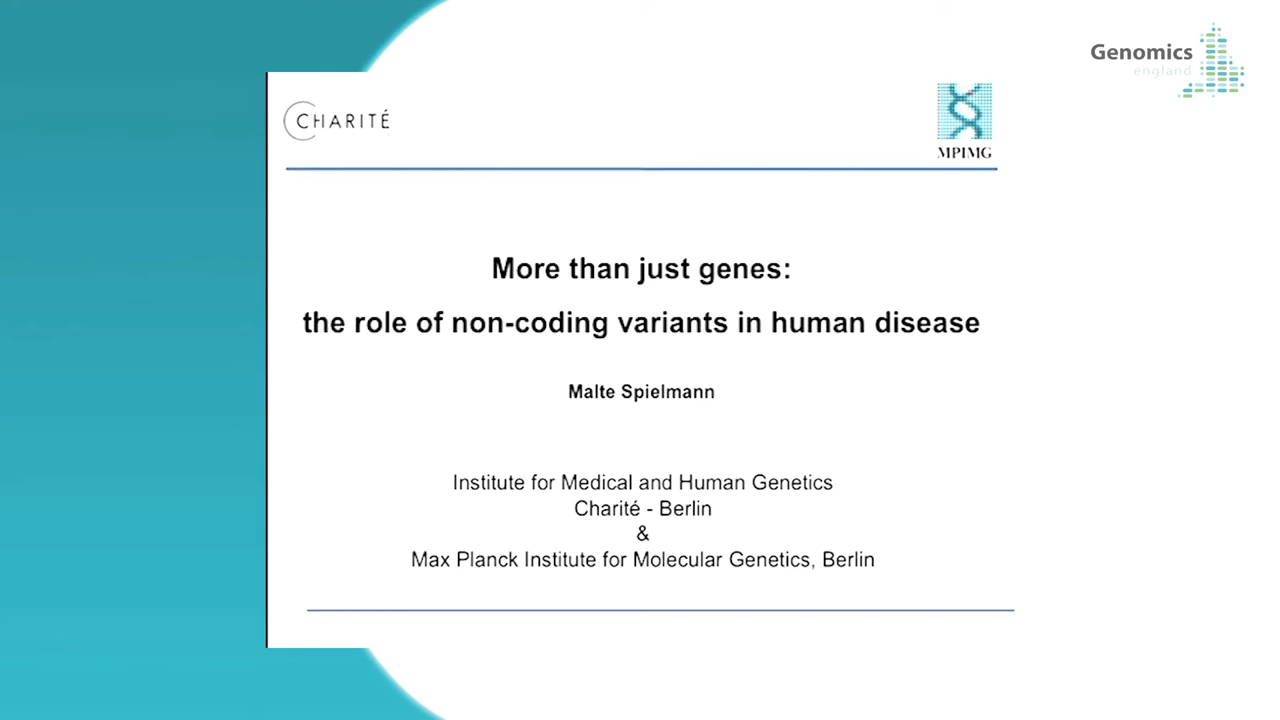 Genomics
england
CHARITÉ
MPIMG
More than just genes:
the role of non-coding variants in human disease
Malte Spielmann
Institute for Medical and Human Genetics
Charité - Berlin
&
Max Planck Institute for Molecular Genetics, Berlin